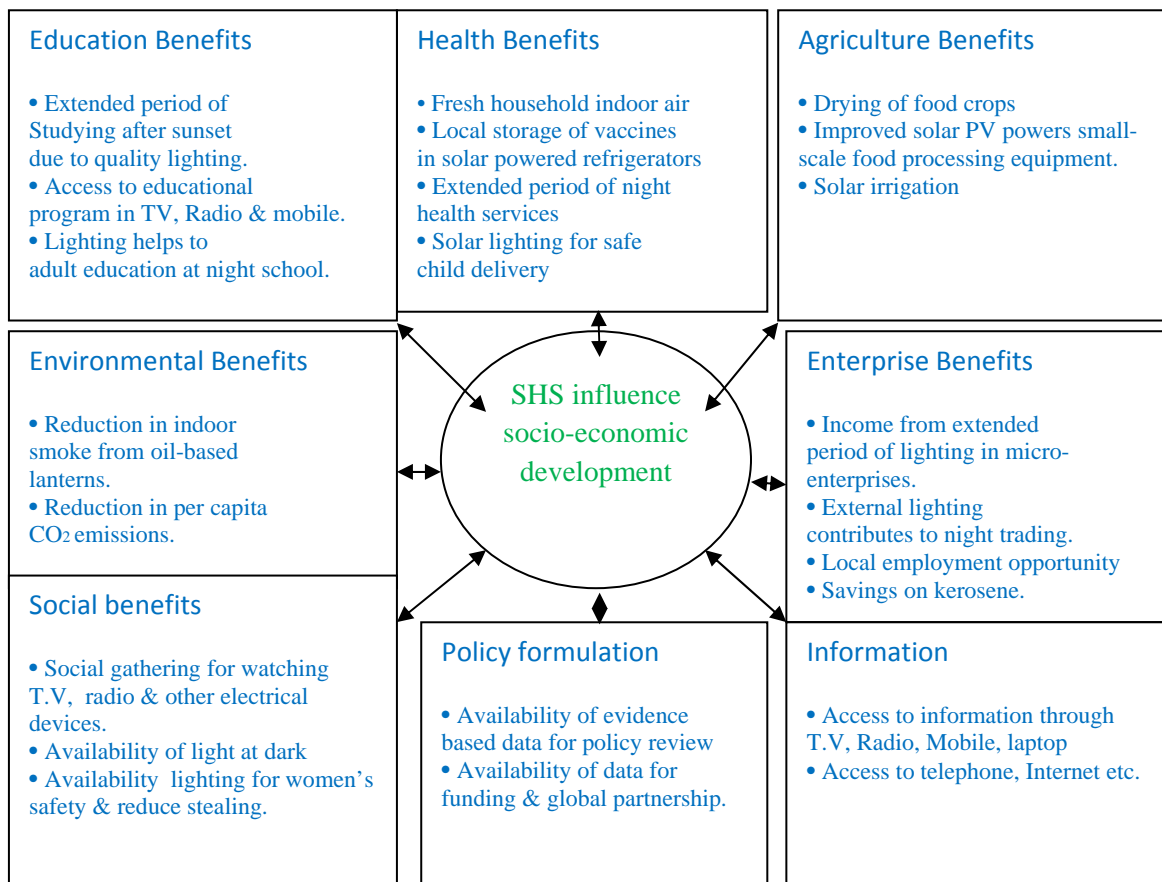 Education Benefits
• Extended period of
Studying after sunset
due to quality lighting.
• Access to educational
program in TV, Radio & mobile.
• Lighting helps to
adult education at night school.
Health Benefits
• Fresh household indoor air
• Local storage of vaccines
in solar powered refrigerators
• Extended period of night
health services
• Solar lighting for safe
child delivery
Agriculture Benefits
• Drying of food crops
• Improved solar PV powers small-
scale food processing equipment.
• Solar irrigation
Environmental Benefits
• Reduction in indoor
smoke from oil-based
lanterns.
• Reduction in per capita
CO2 emissions.
SHS influence
socio-economic
development
Enterprise Benefits
• Income from extended
period of lighting in micro-
enterprises.
• External lighting
contributes to night trading.
• Local employment opportunity
• Savings on kerosene.
Social benefits
• Social gathering for watching
T.V, radio & other electrical
devices.
• Availability of light at dark
• Availability lighting for women's
safety & reduce stealing.
Policy formulation
• Availability of evidence
based data for policy review
• Availability of data for
funding & global partnership.
Information
• Access to information through
T.V, Radio, Mobile, laptop
• Access to telephone, Internet etc.